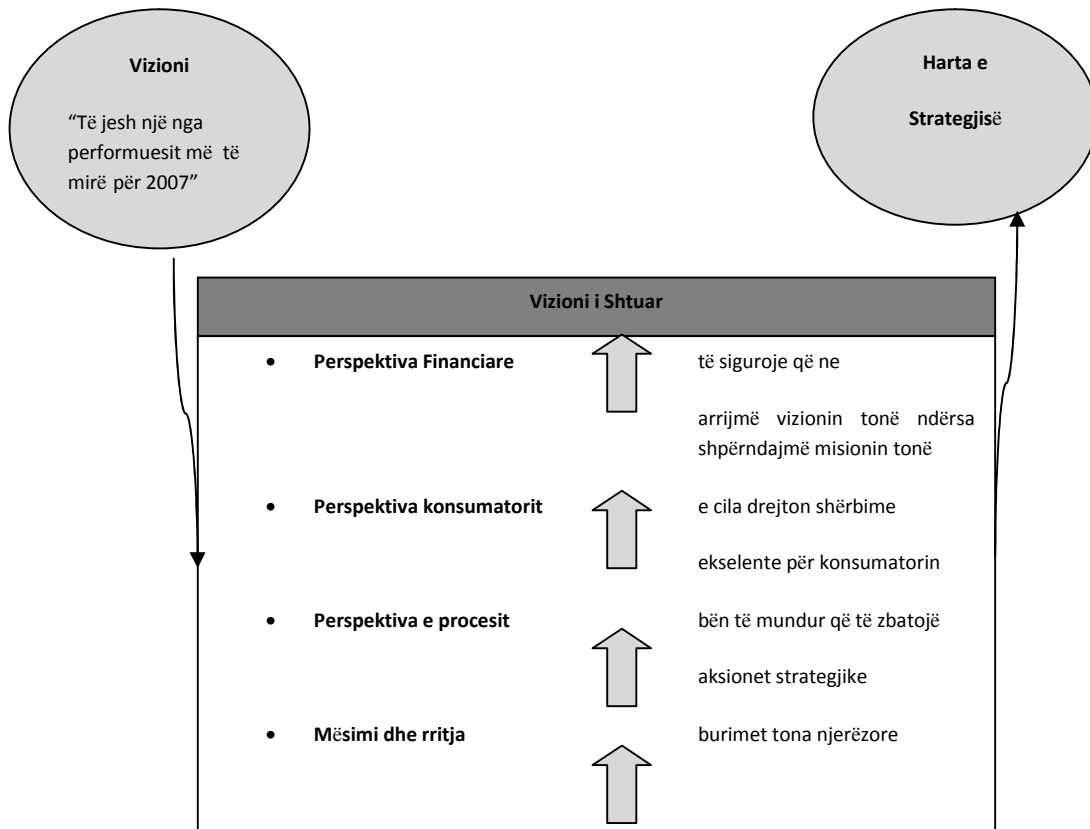 Vizioni
“Të jesh një nga
performuesit më të
mirë për 2007”
Harta e
Strategjisë
Vizioni i Shtuar
• Perspektiva Financiare
të siguroje që ne
arrijmë vizionin tonë ndërsa
shpërndajmë misionin tonë
• Perspektiva konsumatorit
e cila drejton shërbime
ekselente për konsumatorin
• Perspektiva e procesit
bën të mundur që të zbatojë
aksionet strategjike
• Mësimi dhe rritja
burimet tona njerëzore